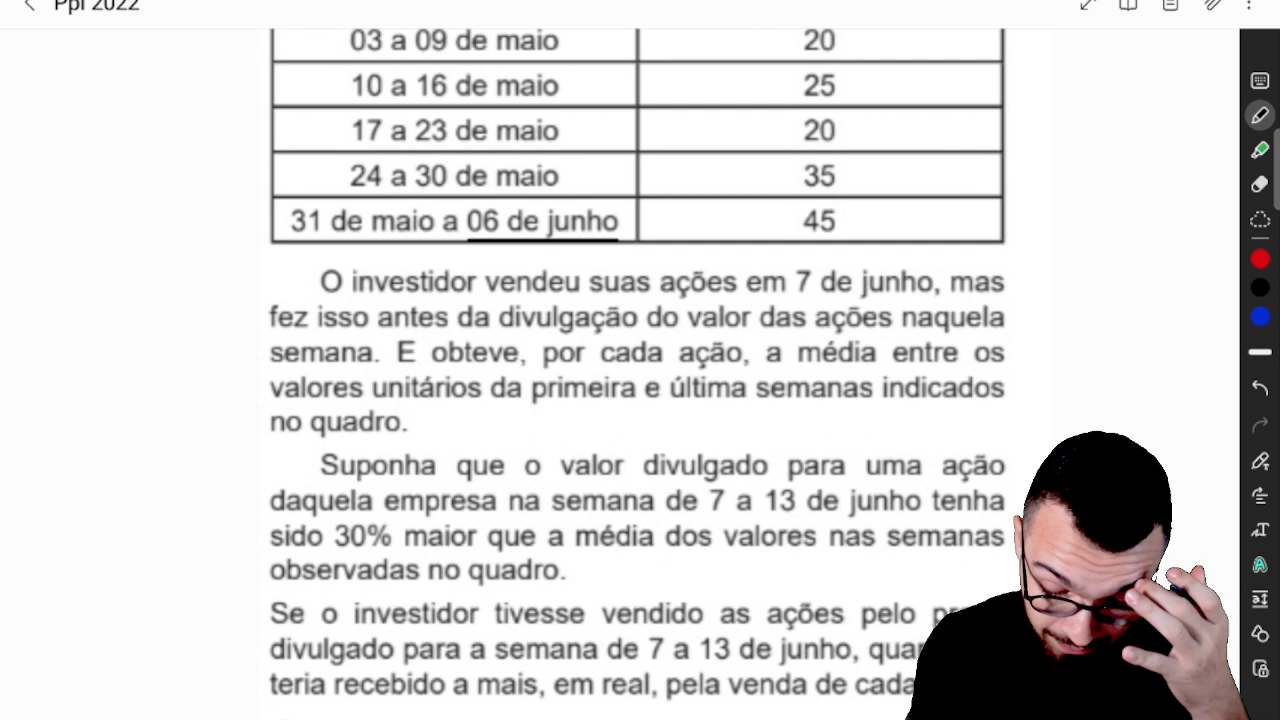 Ppl 2022
03 a 09 de maio 20
10 a 16 de maio 25
17 a 23 de maio 20
24 a 30 de maio 35
31 de maio a 06 de junho 45
O investidor vendeu suas ações em 7 de junho, mas
fez isso antes da divulgação do valor das ações naquela
semana. E obteve, por cada ação, a média entre os
valores unitários da primeira e última semanas indicados
no quadro.
Suponha que o valor divulgado para uma ação
daquela empresa na semana de 7 a 13 de junho tenha
sido 30% maior que a média dos valores nas semanas
observadas no quadro.
Se o investidor tivesse vendido as ações pelo
divulgado para a semana de 7 a 13 de junho,
teria recebido a mais, em real, pela venda de cada